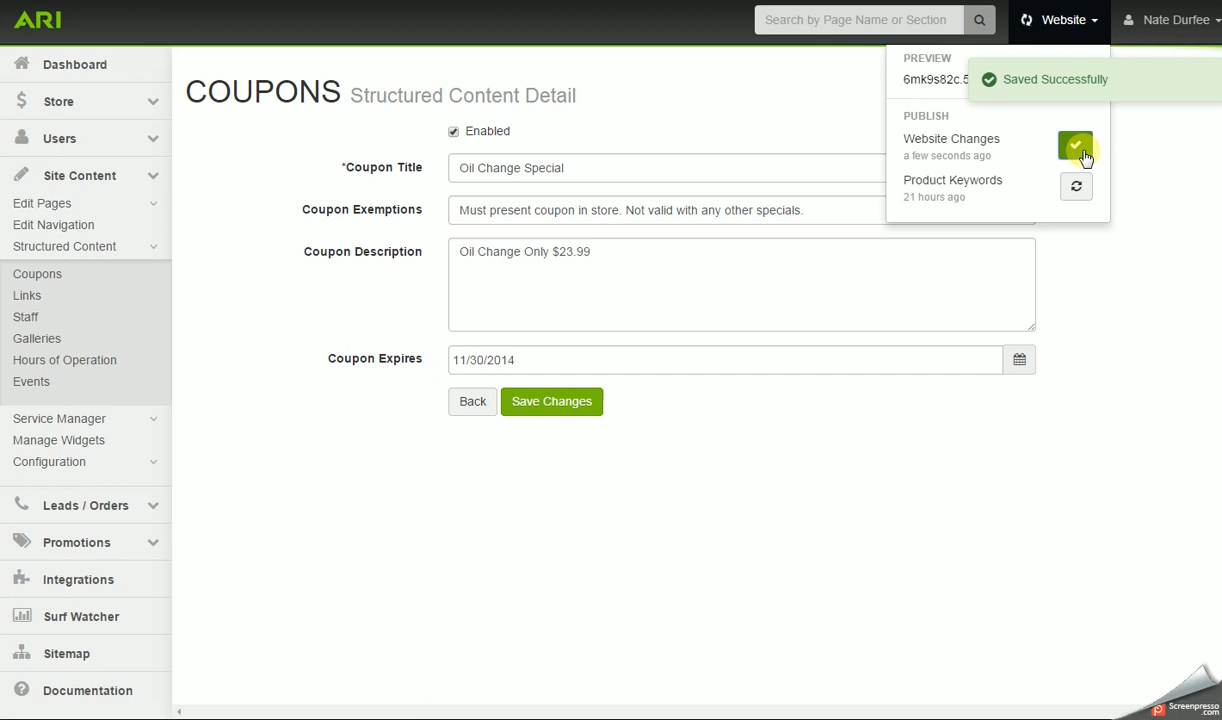 ARI
Search by Page Name or Section
Website
Nate Durfee
PREVIEW
6mk9s82c.5
Saved Successfully
PUBLISH
Website Changes
a few seconds ago
Product Keywords
21 hours ago
Dashboard
Store
Users
Site Content
Edit Pages
Edit Navigation
Structured Content
Coupons
Links
Staff
Galleries
Hours of Operation
Events
Service Manager
Manage Widgets
Configuration
Leads / Orders
Promotions
Integrations
Surf Watcher
Sitemap
Documentation
COUPONS Structured Content Detail
Enabled
*Coupon Title
Oil Change Special
Coupon Exemptions
Must present coupon in store. Not valid with any other specials.
Coupon Description
Oil Change Only $23.99
Coupon Expires
11/30/2014
Back
Save Changes
Screenpresso
.com